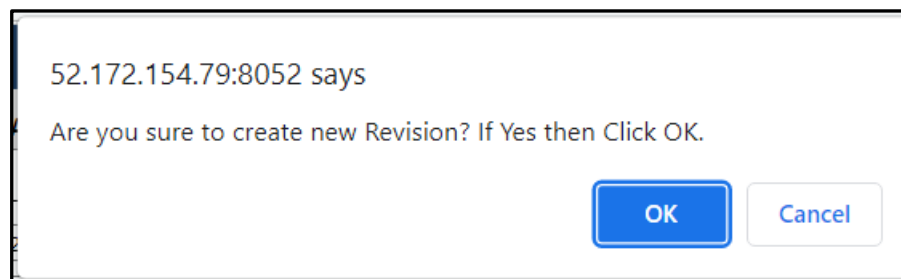 52.172.154.79:8052 says
Are you sure to create new Revision? If Yes then Click OK.
OK Cancel